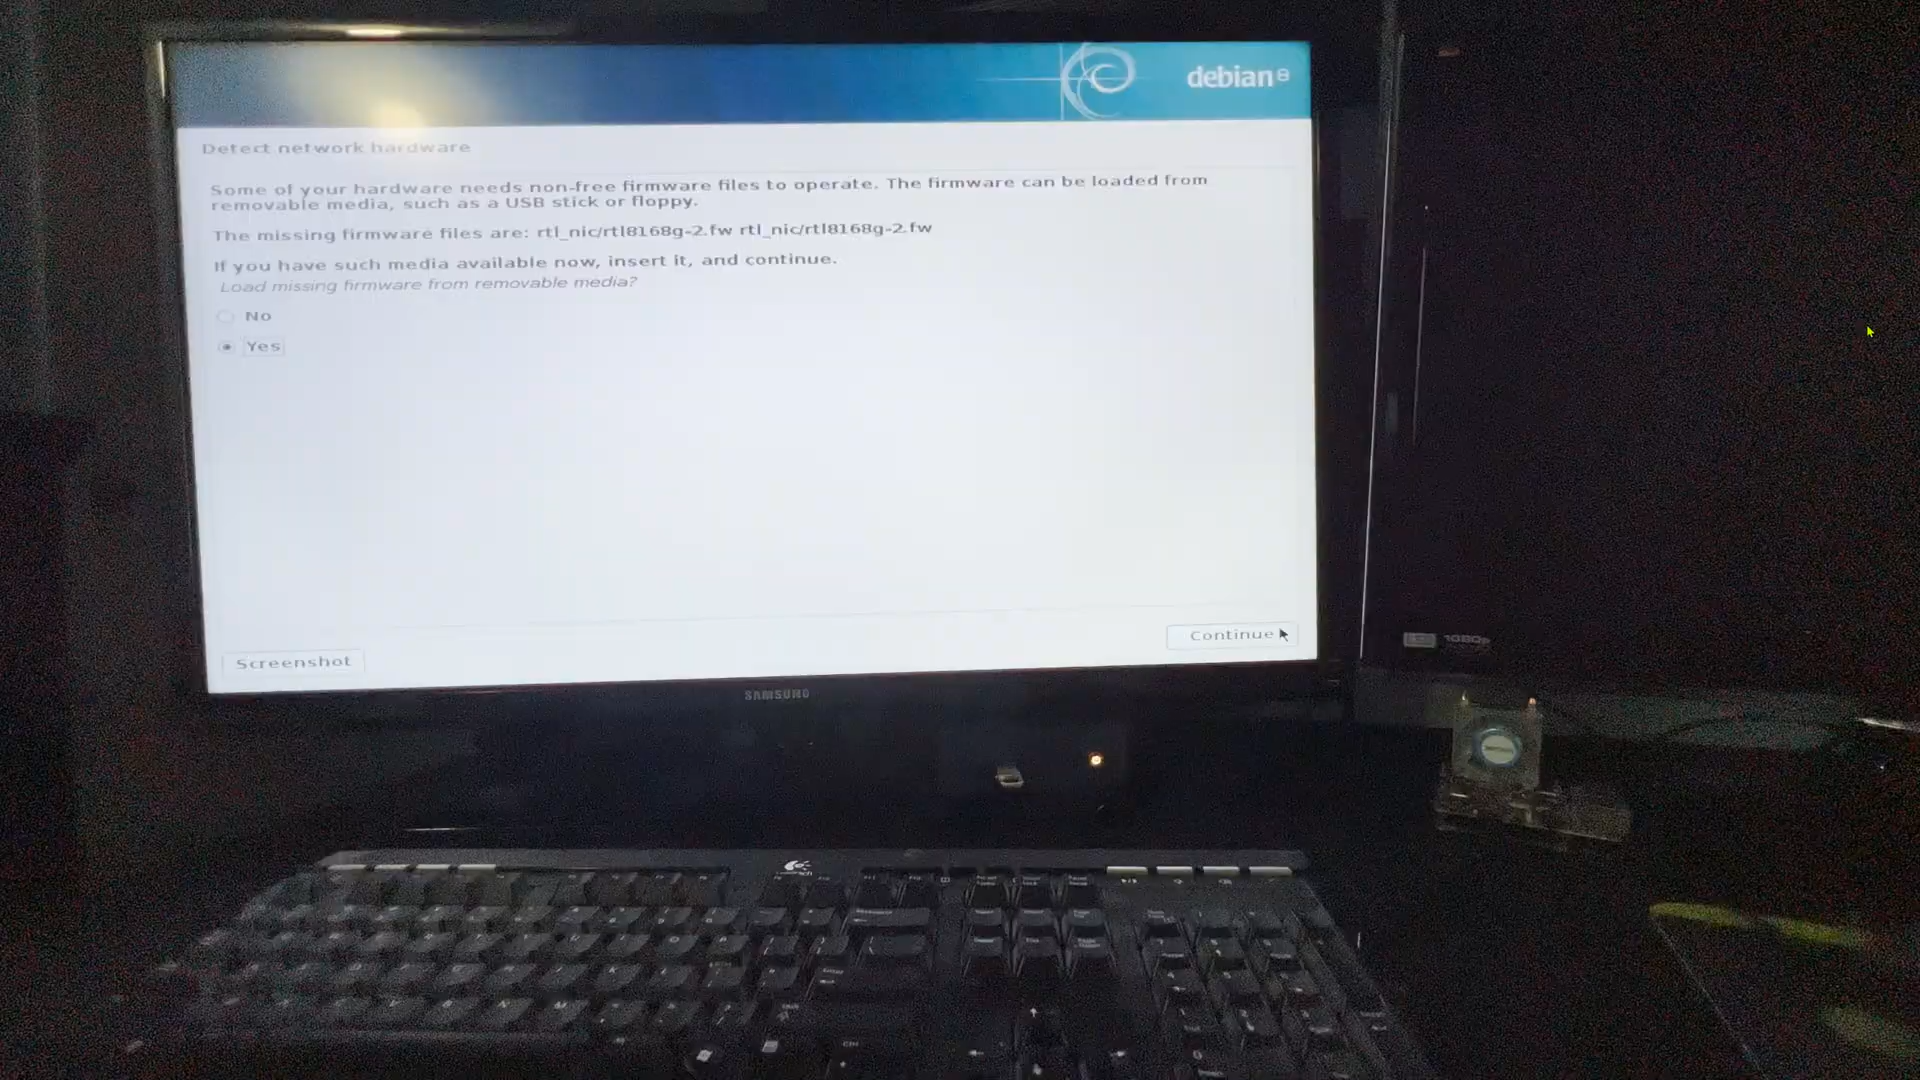 debian 8
Detect network hardware
Some of your hardware needs non-free firmware files to operate. The firmware can be loaded from
removable media, such as a USB stick or floppy.
The missing firmware files are: rtl_nic/rtl8168g-2.fw rtl_nic/rtl8168g-2.fw
If you have such media available now, insert it, and continue.
Load missing firmware from removable media?
No
Yes
Continue
Screenshot
1080p
SAMSUNG